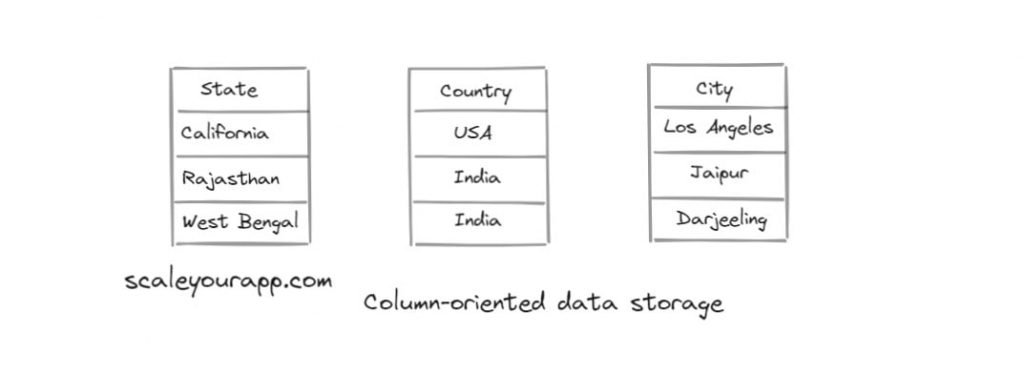 State
California
Rajasthan
West Bengal
Country
USA
India
India
City
Los Angeles
Jaipur
Darjeeling
scaleyourapp.com
Column-oriented data storage